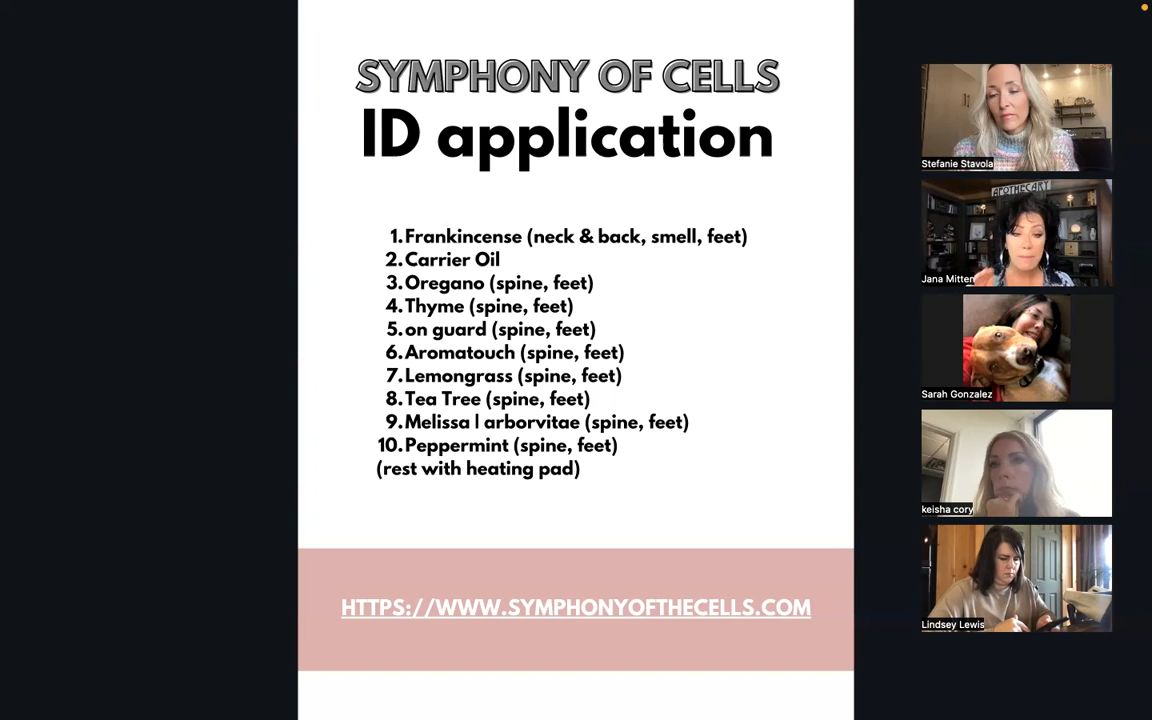 SYMPHONY OF CELLS
ID application
1. Frankincense (neck & back, smell, feet)
2. Carrier Oil
3. Oregano (spine, feet)
4. Thyme (spine, feet)
5. on guard (spine, feet)
6. Aromatouch (spine, feet)
7. Lemongrass (spine, feet)
8. Tea Tree (spine, feet)
9. Melissa | arborvitae (spine, feet)
10. Peppermint (spine, feet)
(rest with heating pad)
HTTPS://WWW.SYMPHONYOFTHECELLS.COM
Stefanie Stavola
APOTHECARY
Jana Mitten
Sarah Gonzalez
keisha cory
Lindsey Lewis